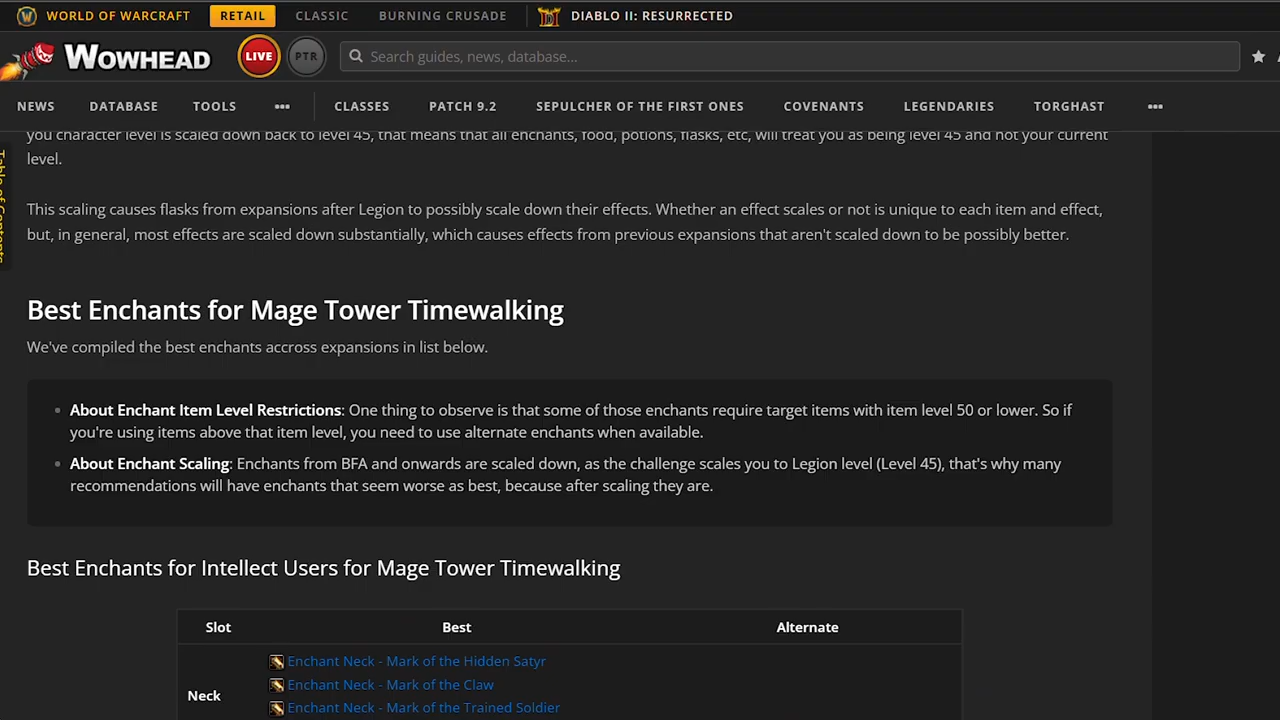 WORLD OF WARCRAFT RETAIL CLASSIC BURNING CRUSADE DIABLO II: RESURRECTED
WOWHEAD LIVE PTR Search guides, news, database...
NEWS DATABASE TOOLS ••• CLASSES PATCH 9.2 SEPULCHER OF THE FIRST ONES COVENANTS LEGENDARIES TORGHAST •••
you character level is scaled down back to level 45, that means that all enchants, food, potions, flasks, etc, will treat you as being level 45 and not your current
level.
Table of Contents
This scaling causes flasks from expansions after Legion to possibly scale down their effects. Whether an effect scales or not is unique to each item and effect,
but, in general, most effects are scaled down substantially, which causes effects from previous expansions that aren't scaled down to be possibly better.
Best Enchants for Mage Tower Timewalking
We've compiled the best enchants accross expansions in list below.
• About Enchant Item Level Restrictions: One thing to observe is that some of those enchants require target items with item level 50 or lower. So if
you're using items above that item level, you need to use alternate enchants when available.
• About Enchant Scaling: Enchants from BFA and onwards are scaled down, as the challenge scales you to Legion level (Level 45), that's why many
recommendations will have enchants that seem worse as best, because after scaling they are.
Best Enchants for Intellect Users for Mage Tower Timewalking
Slot Best Alternate
Enchant Neck - Mark of the Hidden Satyr
Neck Enchant Neck - Mark of the Claw
Enchant Neck - Mark of the Trained Soldier